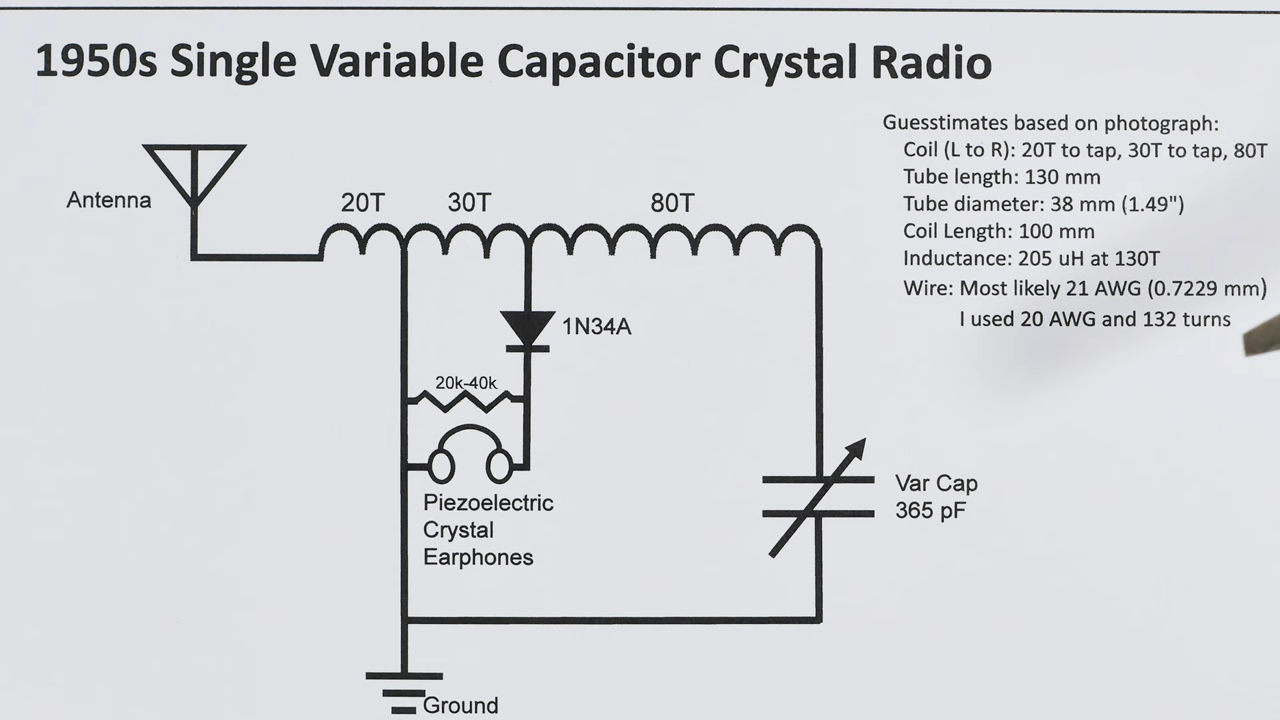 1950s Single Variable Capacitor Crystal Radio
Guesstimates based on photograph:
Coil (L to R): 20T to tap, 30T to tap, 80T
Tube length: 130 mm
Tube diameter: 38 mm (1.49")
Coil Length: 100 mm
Inductance: 205 uH at 130T
Wire: Most likely 21 AWG (0.7229 mm)
I used 20 AWG and 132 turns
Antenna
20T
30T
80T
1N34A
20k-40k
Piezoelectric
Crystal
Earphones
Var Cap
365 pF
Ground